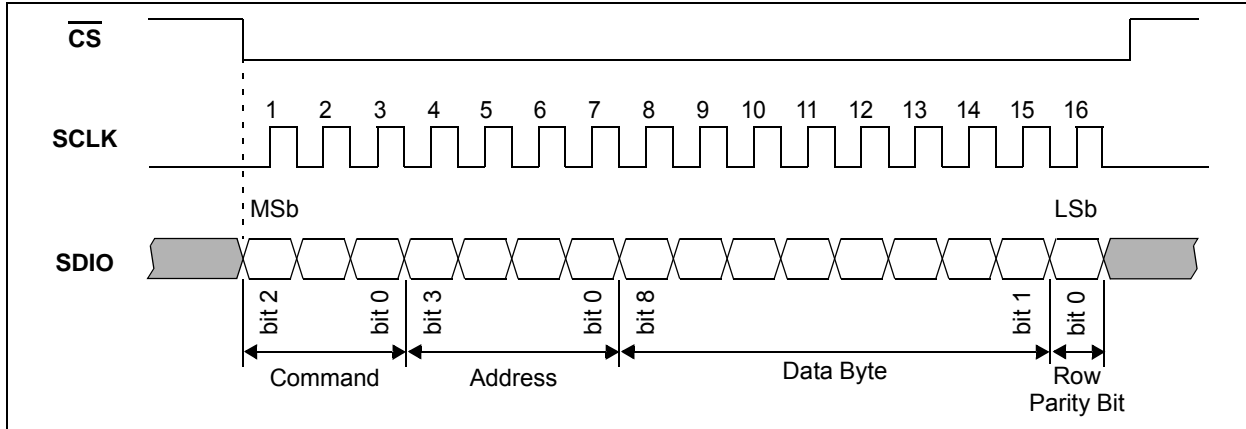 CS
1 2 3 4 5 6 7 8 9 10 11 12 13 14 15 16
SCLK
MSb LSb
SDIO
bit 2 bit 0 bit 3 bit 0 bit 8 bit 1 bit 0
Command Address Data Byte Row
Parity Bit